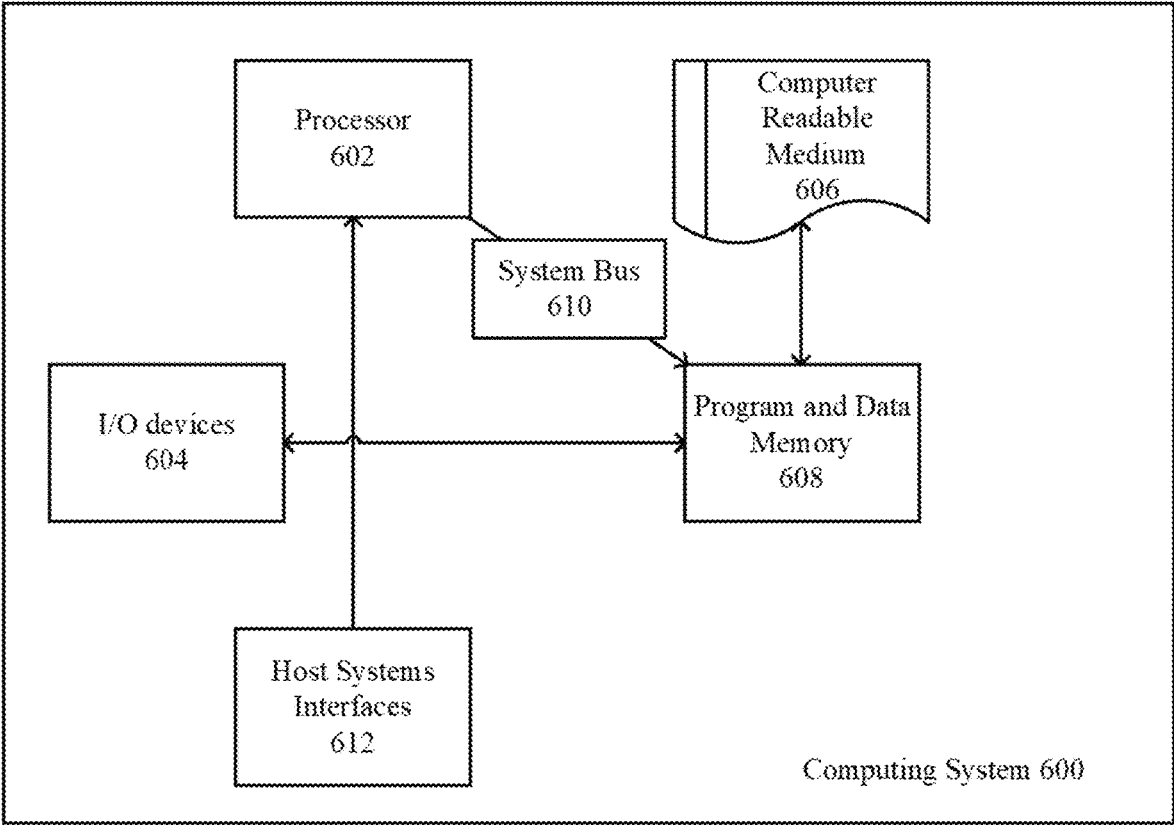 Processor
602
Computer
Readable
Medium
606
System Bus
610
I/O devices
604
Program and Data
Memory
608
Host Systems
Interfaces
612
Computing System 600